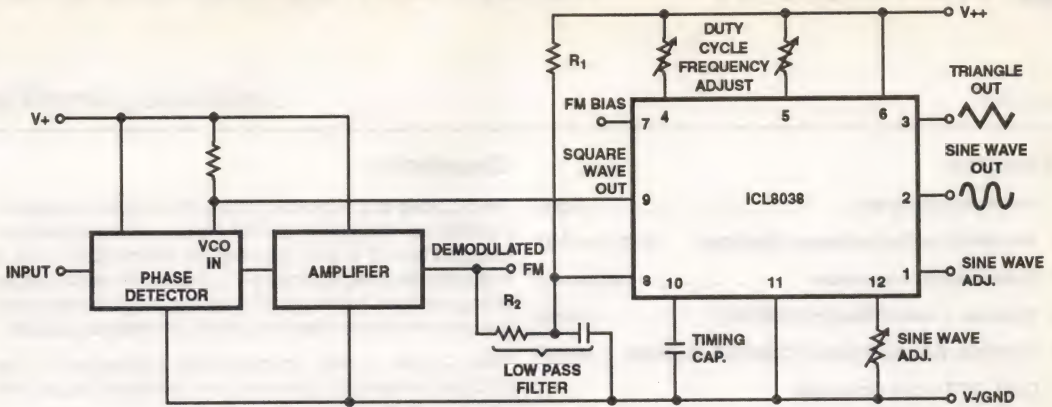 V++
R1
DUTY
CYCLE
FREQUENCY
ADJUST
V+
FM BIAS
7
4
5
6
3
TRIANGLE
OUT
SQUARE
WAVE
OUT
9
ICL8038
2
SINE WAVE
OUT
VCO
IN
INPUT
PHASE
DETECTOR
AMPLIFIER
DEMODULATED
FM
R2
8
10
11
12
1
SINE WAVE
ADJ.
LOW PASS
FILTER
TIMING
CAP.
SINE WAVE
ADJ.
V-/GND